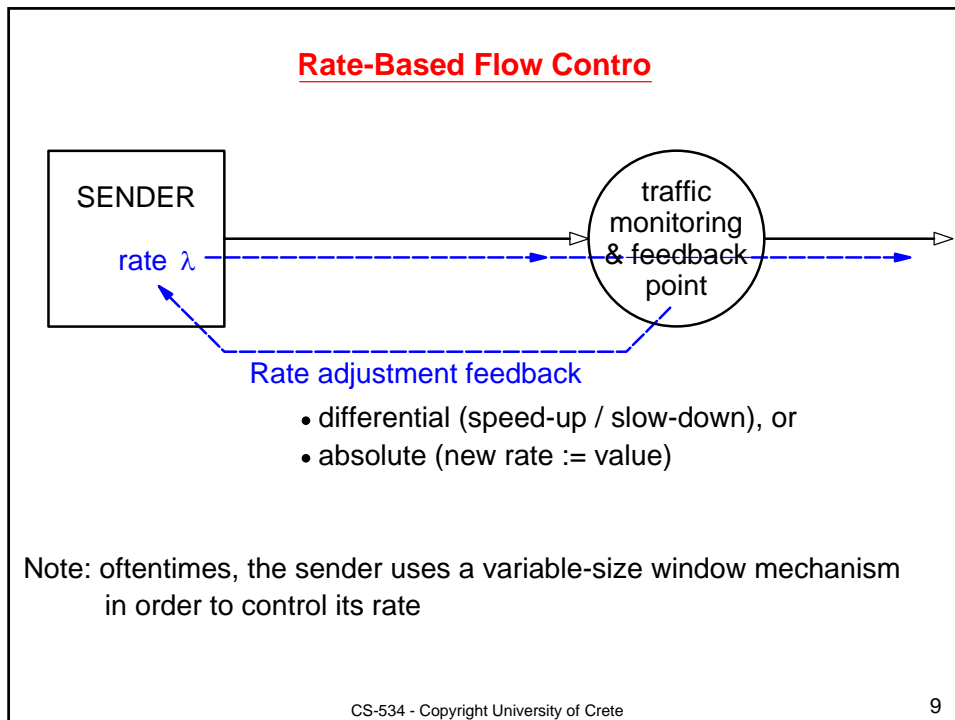 Rate-Based Flow Contro
SENDER
rate λ
traffic
monitoring
& feedback
point
Rate adjustment feedback
• differential (speed-up / slow-down), or
• absolute (new rate := value)
Note: oftentimes, the sender uses a variable-size window mechanism
in order to control its rate
CS-534 - Copyright University of Crete
9